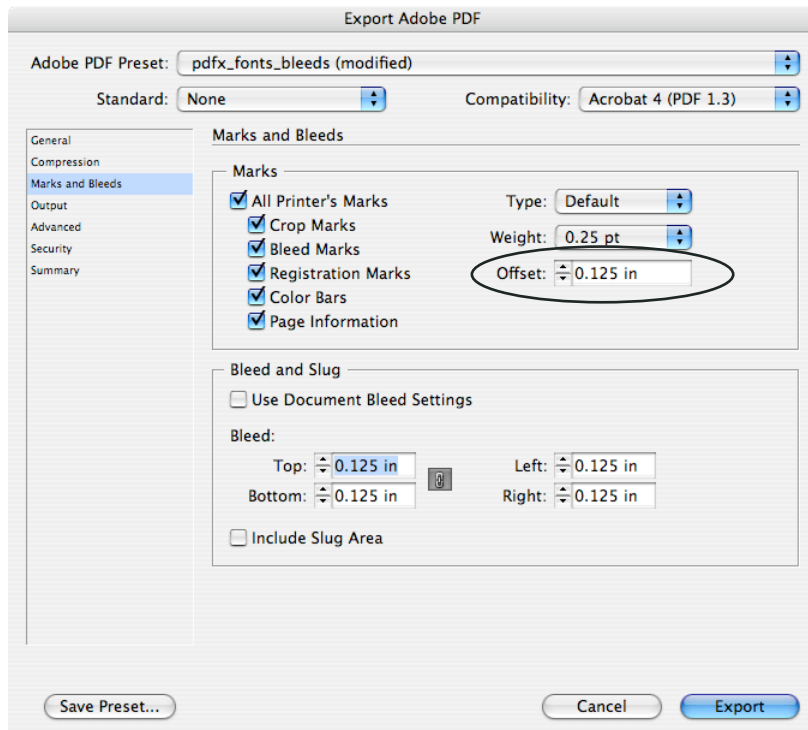 Export Adobe PDF
Adobe PDF Preset: pdfx_fonts_bleeds (modified)
Standard: None Compatibility: Acrobat 4 (PDF 1.3)
General
Compression
Marks and Bleeds
Output
Advanced
Security
Summary
Marks and Bleeds
Marks
All Printer's Marks Type: Default
Crop Marks
Bleed Marks Weight: 0.25 pt
Registration Marks Offset: 0.125 in
Color Bars
Page Information
Bleed and Slug
Use Document Bleed Settings
Bleed:
Top: 0.125 in Left: 0.125 in
Bottom: 0.125 in Right: 0.125 in
Include Slug Area
Save Preset... Cancel Export